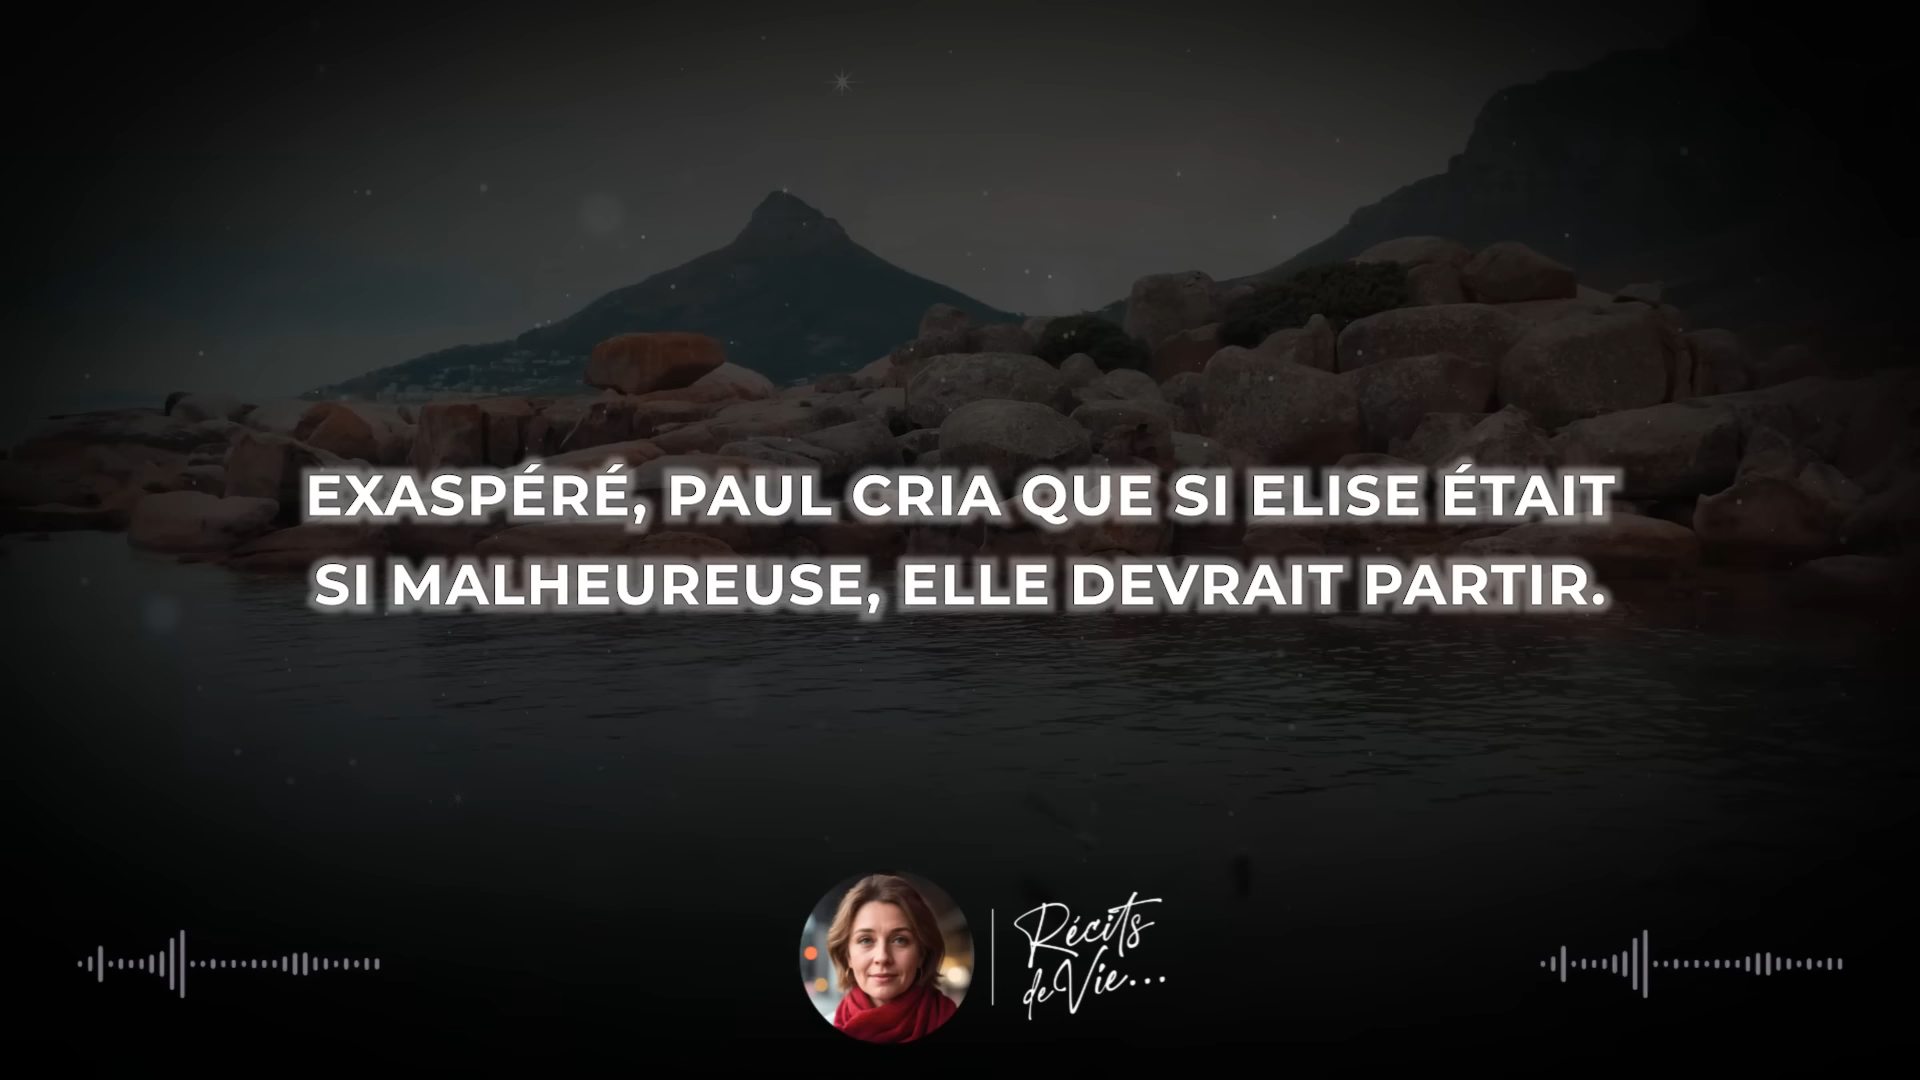 EXASPÉRÉ, PAUL CRIA QUE SI ELISE ÉTAIT
SI MALHEUREUSE, ELLE DEVRAIT PARTIR.
Récits
de Vie...